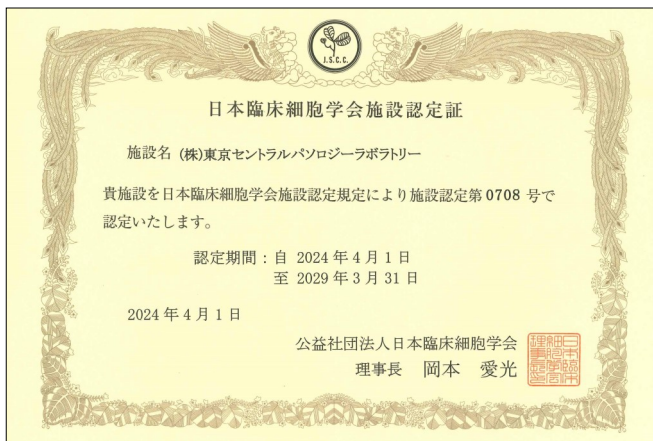 J.S.C.C.
日本臨床細胞学会施設認定証
施設名 (株)東京セントラルパソロジーラボラトリー
貴施設を日本臨床細胞学会施設認定規定により施設認定第0708 号で
認定いたします。
認定期間：自 2024年4月1日
至 2029年3月31日
2024年4月1日
公益社団法人日本臨床細胞学会
理事長 岡本 愛光